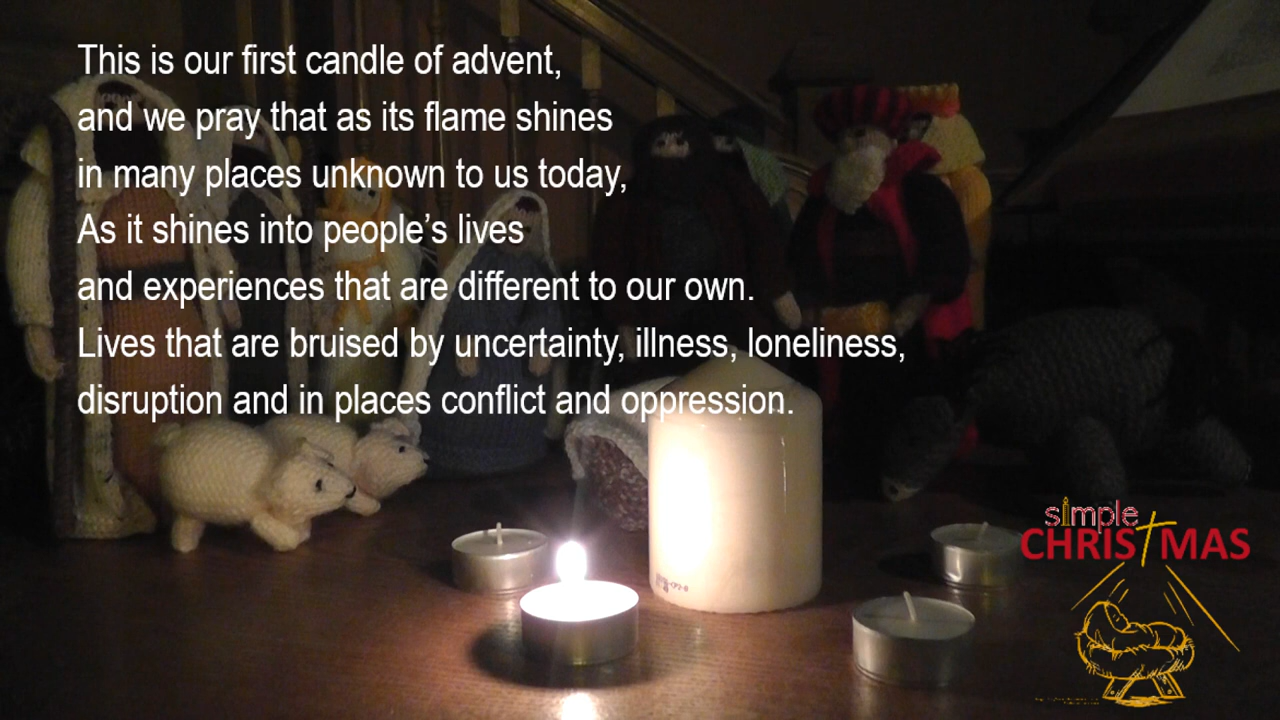 This is our first candle of advent,
and we pray that as its flame shines
in many places unknown to us today,
As it shines into people’s lives
and experiences that are different to our own.
Lives that are bruised by uncertainty, illness, loneliness,
disruption and in places conflict and oppression.
simple
CHRISTMAS